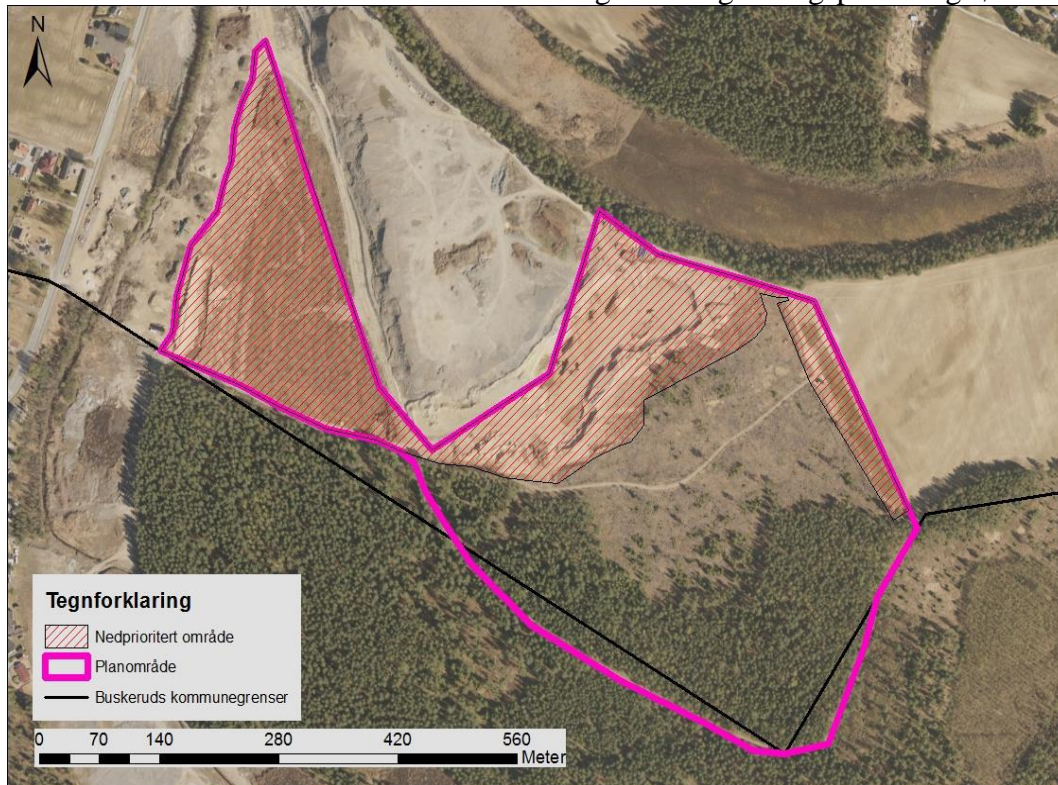 N
Tegnforklaring
Nedprioritert område
Planområde
Buskeruds kommunegrenser
0 70 140 280 420 560
Meter